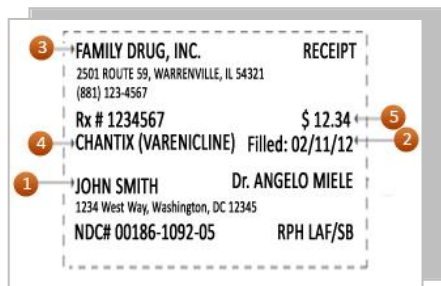 3 FAMILY DRUG, INC. RECEIPT
2501 ROUTE 59, WARRENVILLE, IL 54321
(881) 123-4567
Rx # 1234567 $ 12.34 5
4 CHANTIX (VARENICLINE) Filled: 02/11/12 2
1 JOHN SMITH Dr. ANGELO MIELE
1234 West Way, Washington, DC 12345
NDC# 00186-1092-05 RPH LAF/SB